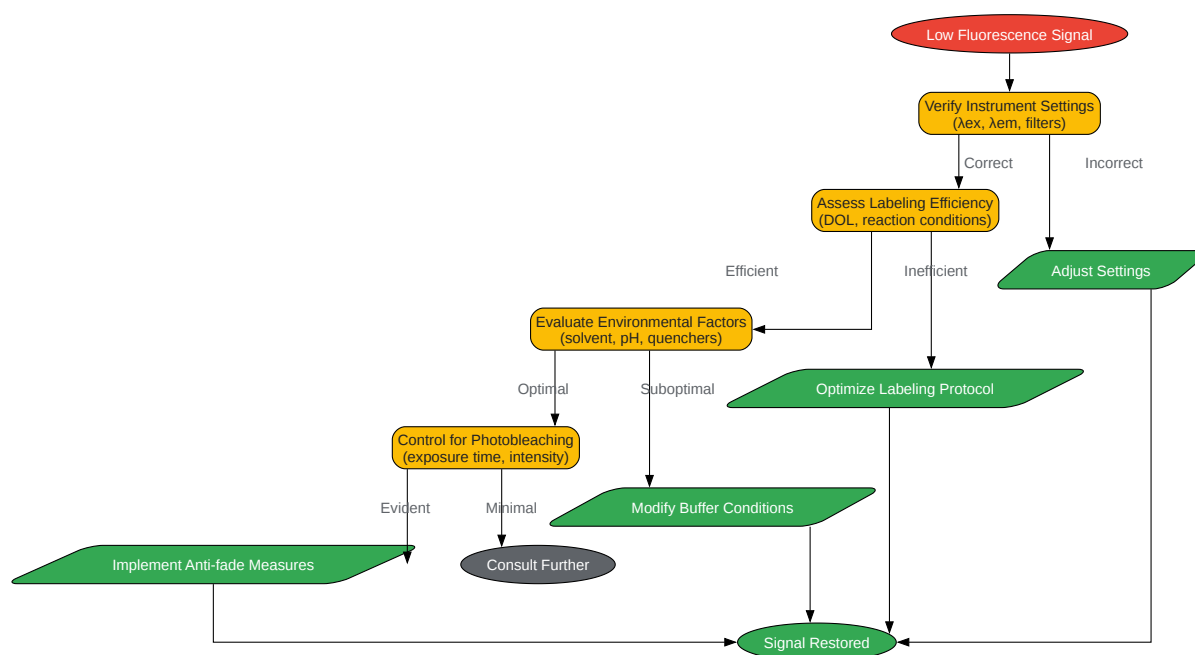 Low Fluorescence Signal
Verify Instrument Settings
(λex, λem, filters)
Correct
Incorrect
Assess Labeling Efficiency
(DOL, reaction conditions)
Efficient
Inefficient
Adjust Settings
Evaluate Environmental Factors
(solvent, pH, quenchers)
Optimal
Suboptimal
Optimize Labeling Protocol
Control for Photobleaching
(exposure time, intensity)
Evident
Minimal
Modify Buffer Conditions
Implement Anti-fade Measures
Consult Further
Signal Restored